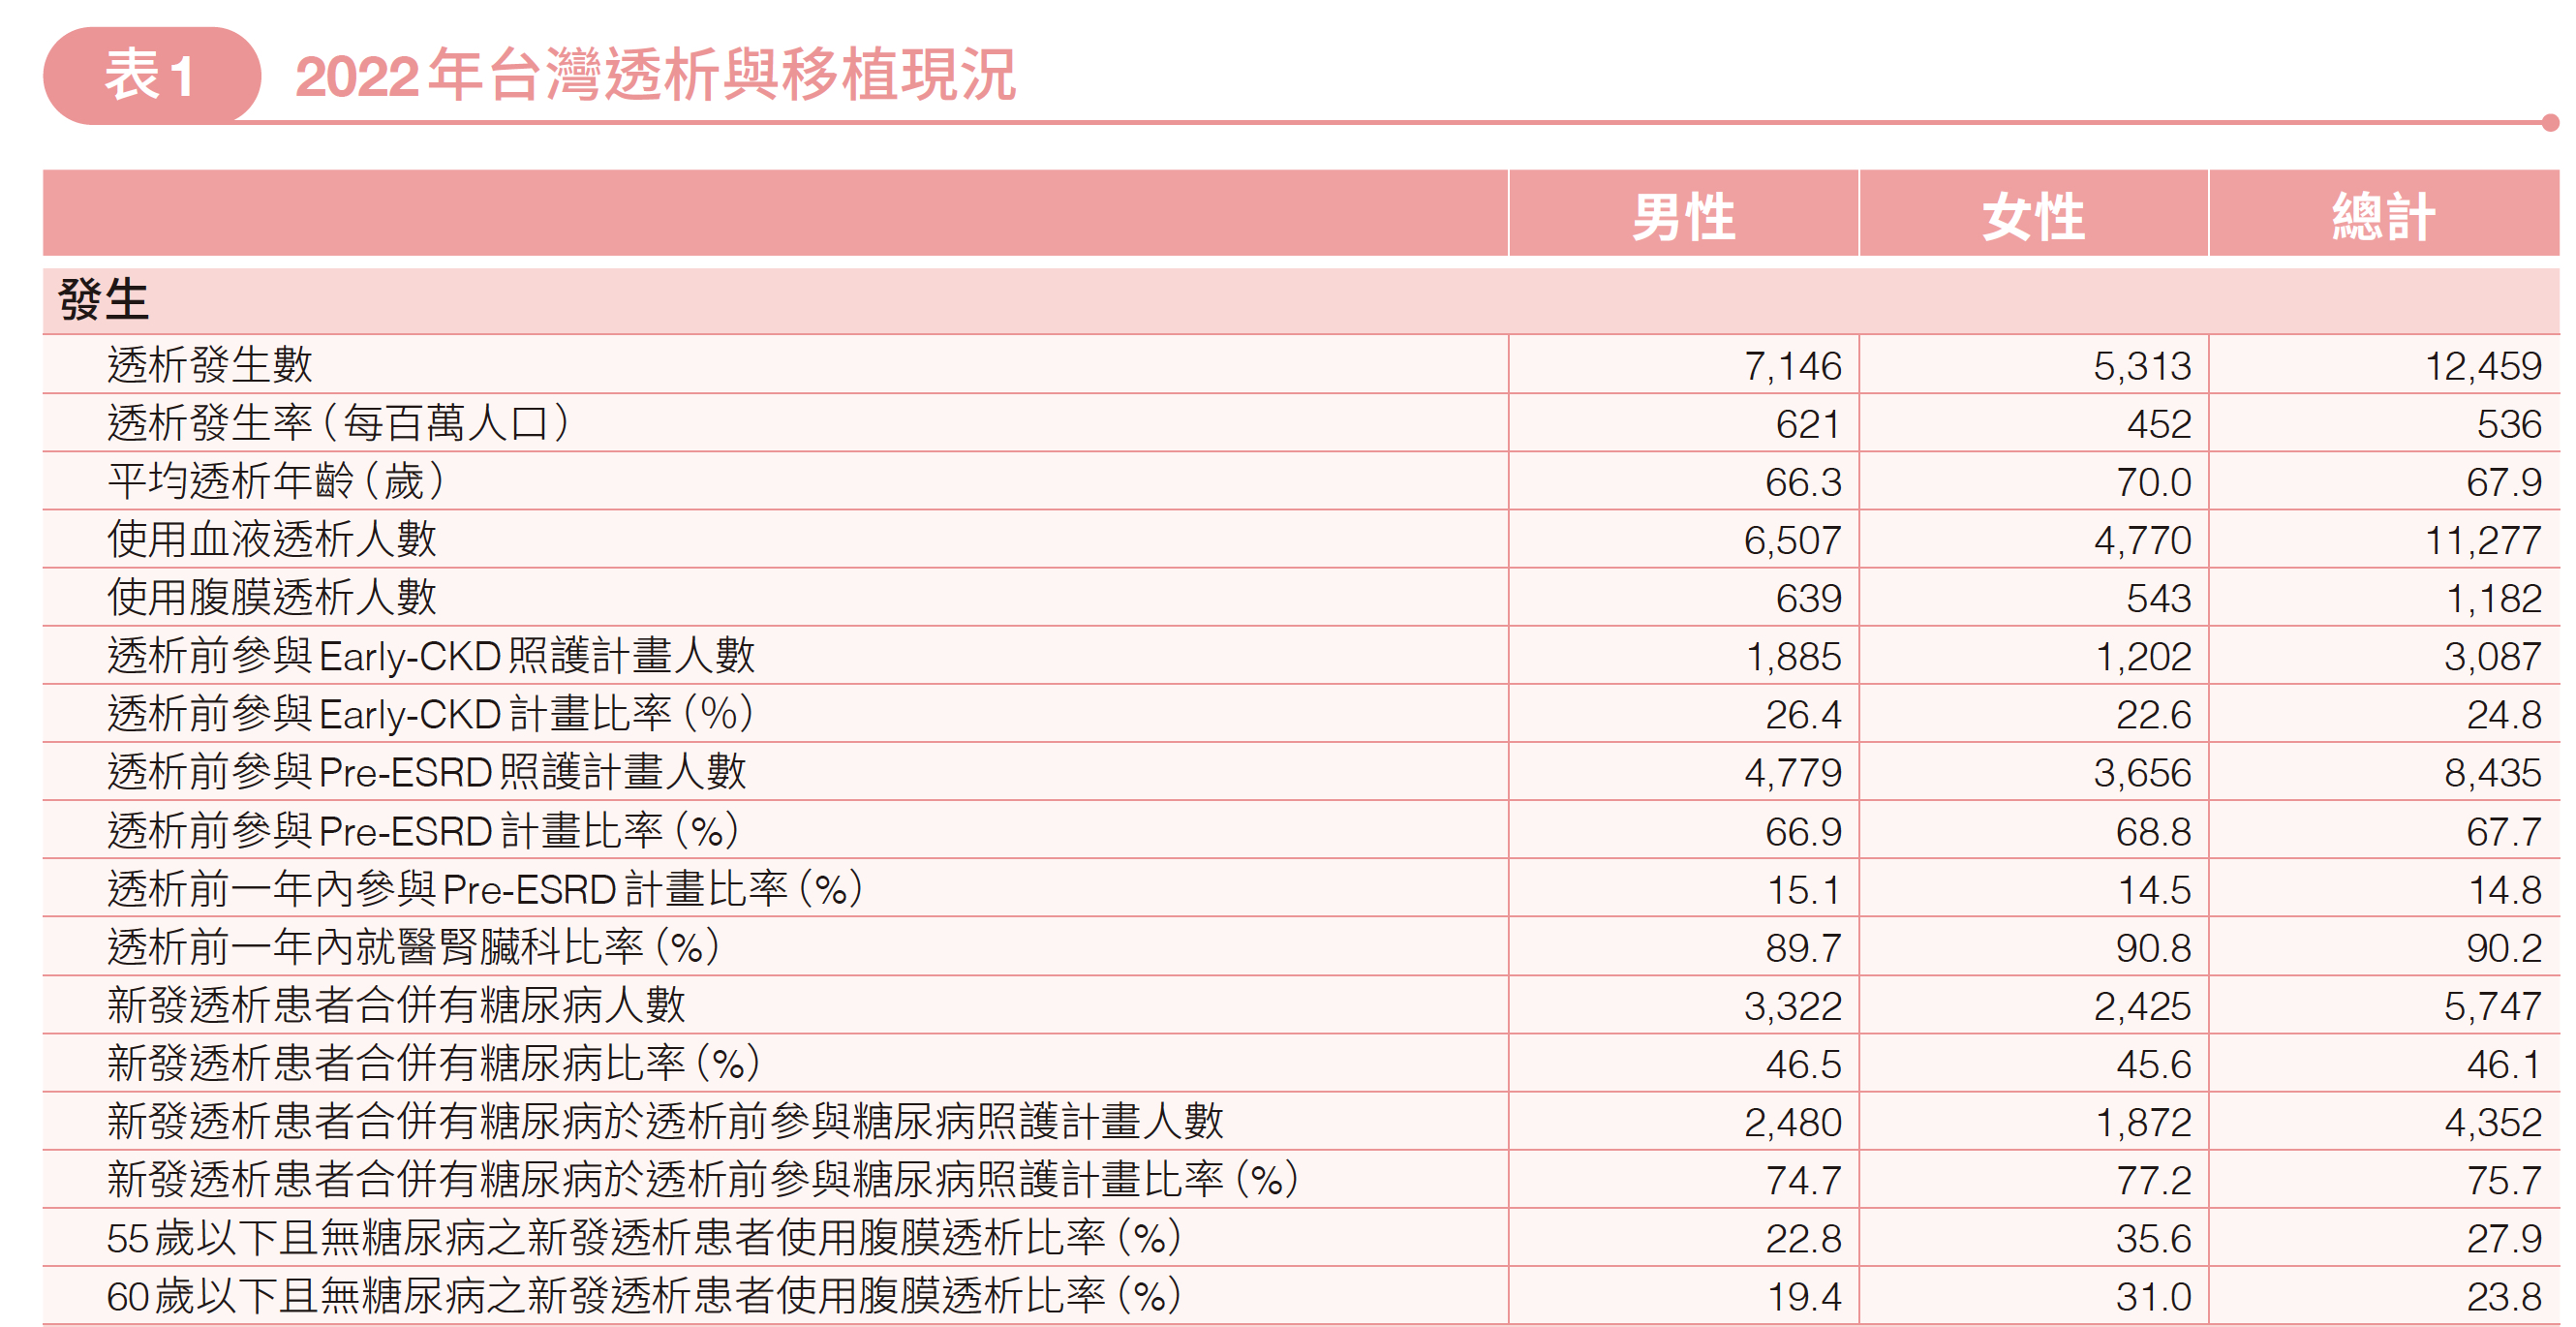 表1 2022年台灣透析與移植現況
男性 女性 總計
發生
透析發生數 7,146 5,313 12,459
透析發生率（每百萬人口） 621 452 536
平均透析年齡（歲） 66.3 70.0 67.9
使用血液透析人數 6,507 4,770 11,277
使用腹膜透析人數 639 543 1,182
透析前參與Early-CKD照護計畫人數 1,885 1,202 3,087
透析前參與Early-CKD計畫比率（%） 26.4 22.6 24.8
透析前參與Pre-ESRD照護計畫人數 4,779 3,656 8,435
透析前參與Pre-ESRD計畫比率（%） 66.9 68.8 67.7
透析前一年內參與Pre-ESRD計畫比率（%） 15.1 14.5 14.8
透析前一年內就醫腎臟科比率（%） 89.7 90.8 90.2
新發透析患者合併有糖尿病人數 3,322 2,425 5,747
新發透析患者合併有糖尿病比率（%） 46.5 45.6 46.1
新發透析患者合併有糖尿病於透析前參與糖尿病照護計畫人數 2,480 1,872 4,352
新發透析患者合併有糖尿病於透析前參與糖尿病照護計畫比率（%） 74.7 77.2 75.7
55歲以下且無糖尿病之新發透析患者使用腹膜透析比率（%） 22.8 35.6 27.9
60歲以下且無糖尿病之新發透析患者使用腹膜透析比率（%） 19.4 31.0 23.8